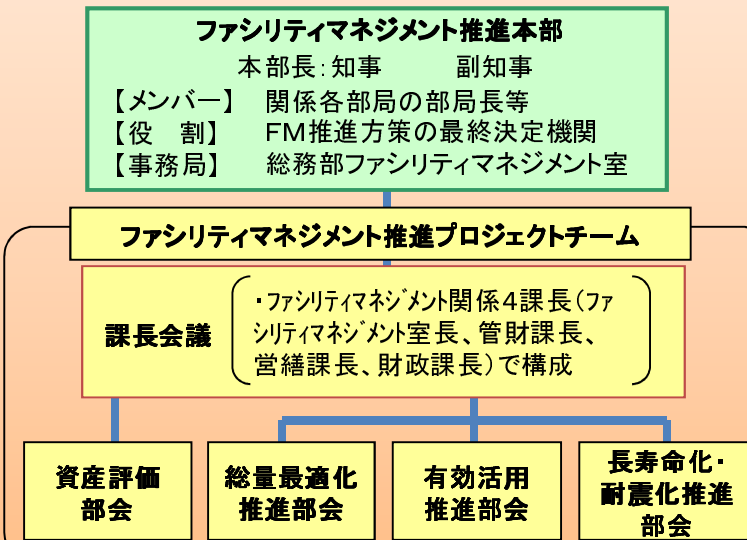 ファシリティマネジメント推進本部
本部長：知事　　　副知事
【メンバー】　関係各部局の部局長等
【役　割】　ＦＭ推進方策の最終決定機関
【事務局】　総務部ファシリティマネジメント室
ファシリティマネジメント推進プロジェクトチーム
課長会議
・ﾌｧｼﾘﾃｨﾏﾈｼﾞﾒﾝﾄ関係４課長（ﾌｧ
ｼﾘﾃｨﾏﾈｼﾞﾒﾝﾄ室長、管財課長、
営繕課長、財政課長）で構成
資産評価
部会
総量最適化
推進部会
有効活用
推進部会
長寿命化・
耐震化推進
部会